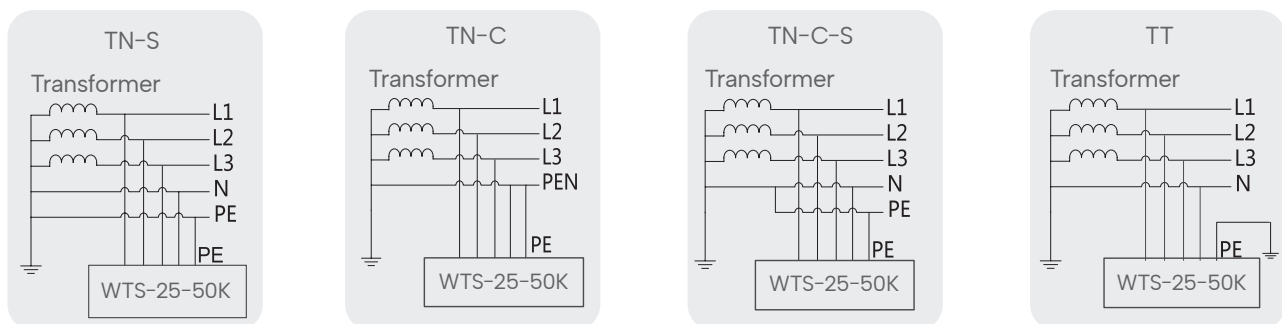 TN-S
Transformer
L1
L2
L3
N
PE
PE
WTS-25-50K
TN-C
Transformer
L1
L2
L3
PEN
PE
WTS-25-50K
TN-C-S
Transformer
L1
L2
L3
N
PE
PE
WTS-25-50K
TT
Transformer
L1
L2
L3
N
PE
WTS-25-50K